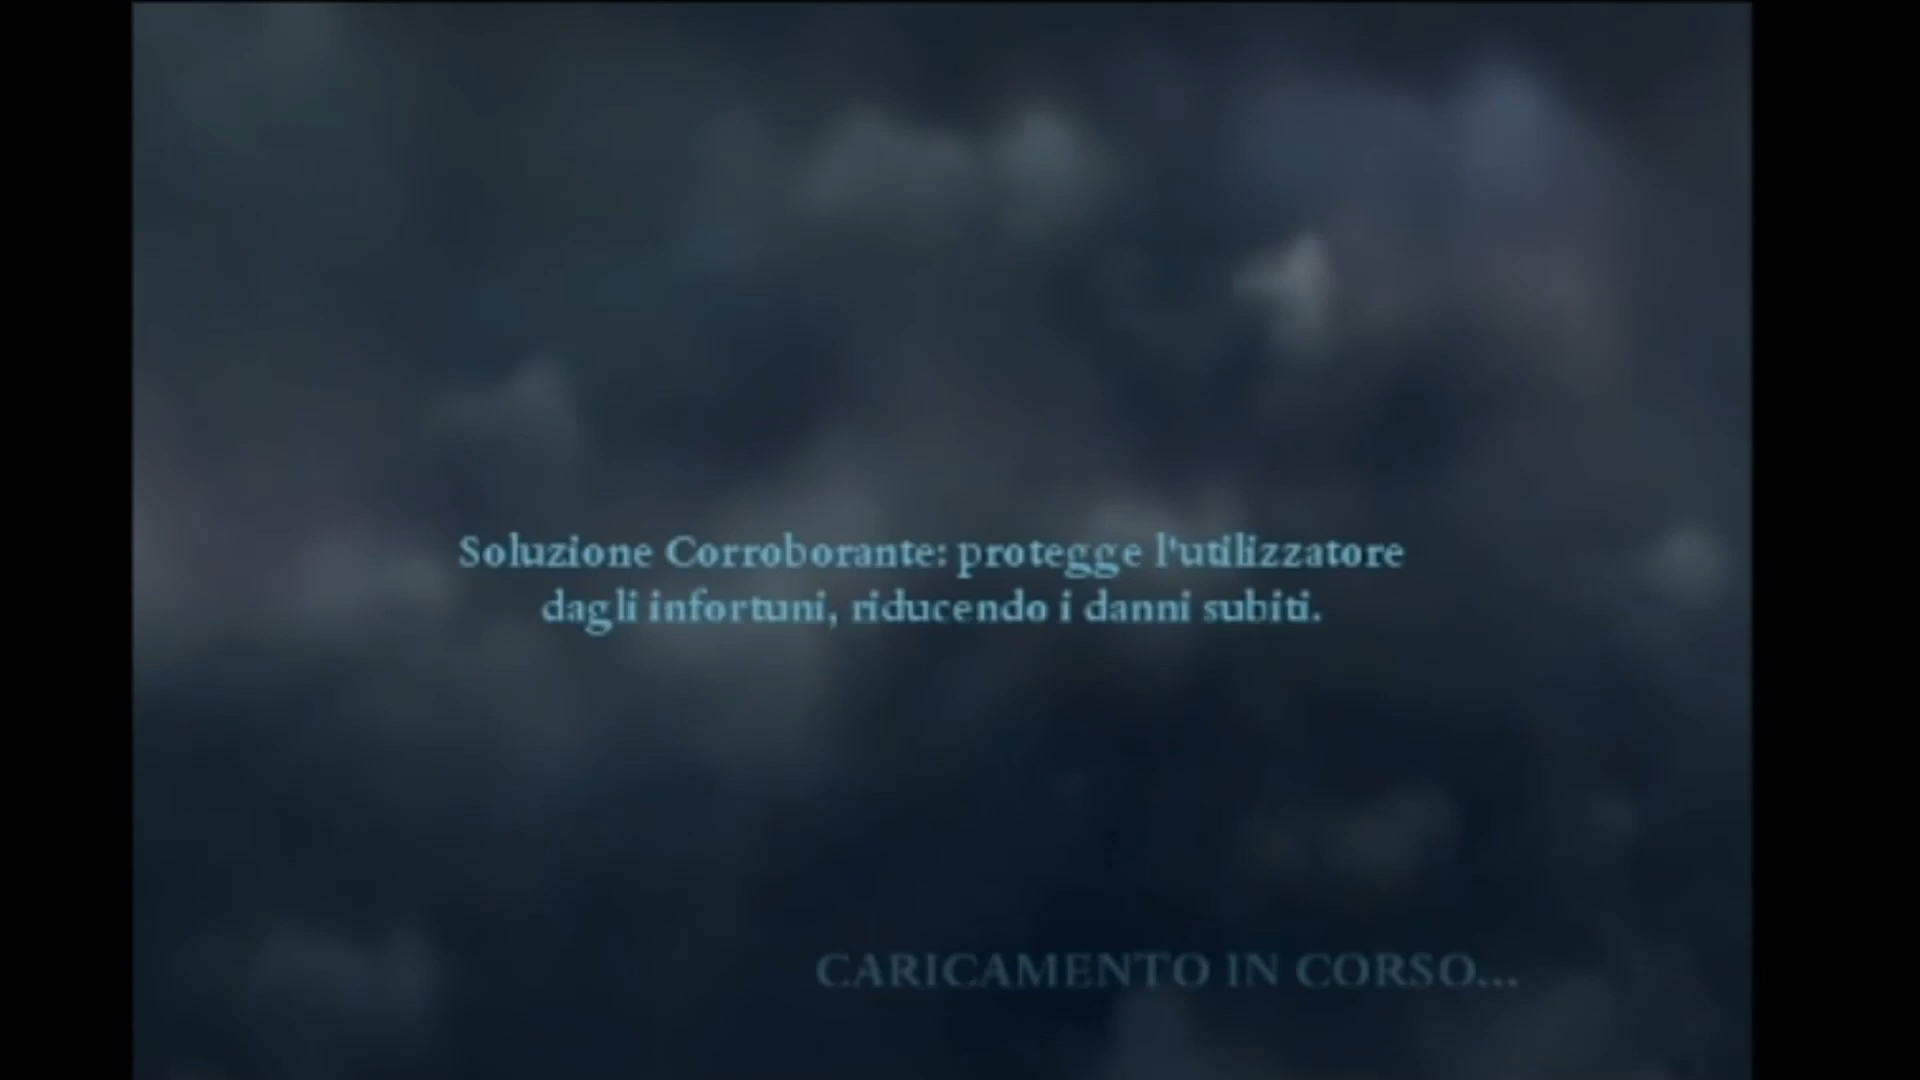 Soluzione Corroborante: protegge l'utilizzatore
dagli infortuni, riducendo i danni subiti.
CARICAMENTO IN CORSO...